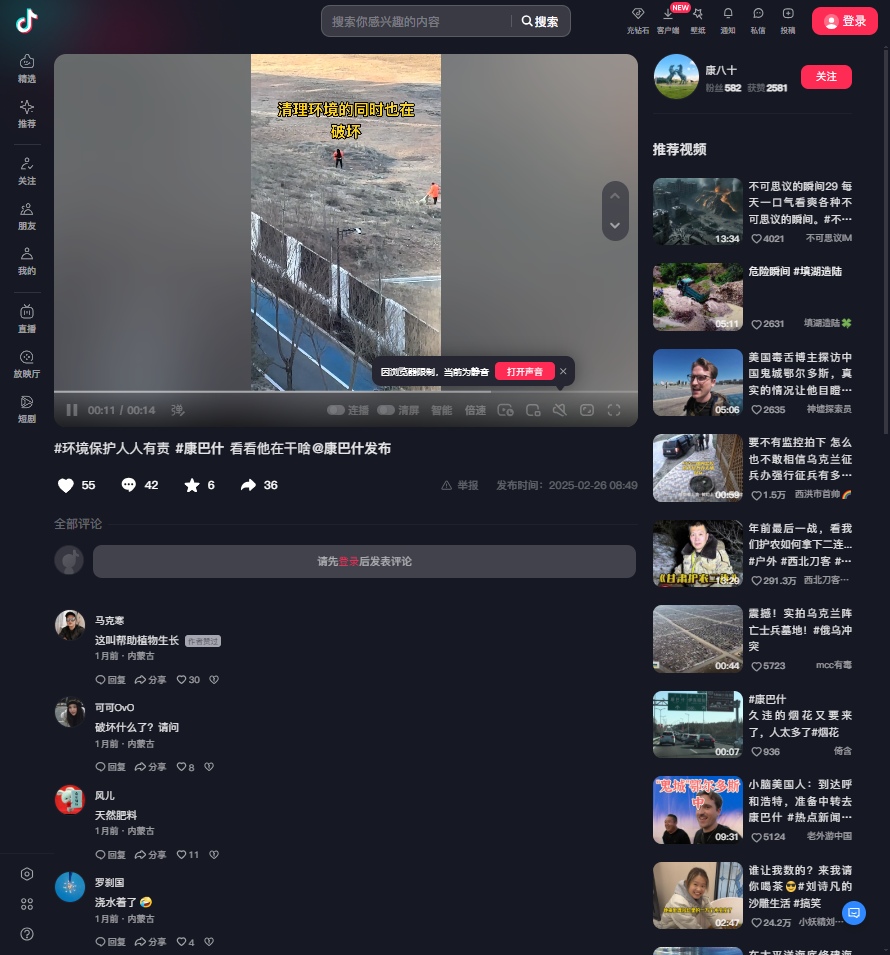 搜索你感兴趣的内容
搜索
充钻石
客户端
NEW
壁纸
通知
私信
投稿
登录
精选
推荐
关注
朋友
我的
直播
放映厅
短剧
清理环境的同时也在
破坏
因浏览器限制，当前为静音
打开声音
00:11 / 00:14
连播
清屏
智能
倍速
#环境保护人人有责 #康巴什 看看他在干啥@康巴什发布
55
42
6
36
举报
发布时间：2025-02-26 08:49
全部评论
请先登录后发表评论
马克寒
这叫帮助植物生长 作者赞过
1月前 · 内蒙古
回复 分享 30
可可OvO
破坏什么了？请问
1月前 · 内蒙古
回复 分享 8
风儿
天然肥料
1月前 · 内蒙古
回复 分享 11
罗刹国
浇水着了 🤣
1月前 · 内蒙古
回复 分享 4
康八十
粉丝582 获赞2581
关注
推荐视频
13:34
不可思议的瞬间29 每
天一口气看爽各种不
可思议的瞬间。#不…
4021 不可思议IM
05:11
危险瞬间 #填湖造陆
2631 填湖造陆🍀
05:06
美国毒舌博主探访中
国鬼城鄂尔多斯，真
实的情况让他目瞪…
2635 神墟探索员
00:59
要不有监控拍下 怎么
也不敢相信乌克兰征
兵办强行征兵有多…
1.5万 西洪市首帅🌈
15:29
年前最后一战，看我
们护农如何拿下二连...
#户外 #西北刀客 #…
291.3万 西北刀客…
00:44
震撼！实拍乌克兰阵
亡士兵墓地！#俄乌冲
突
5723 mcc有毒
00:07
#康巴什
久违的烟花又要来
了，人太多了#烟花
936 倚含
"鬼城"鄂尔多斯
中
09:31
小脑美国人：到达呼
和浩特，准备中转去
康巴什 #热点新闻…
5124 老外游中国
02:47
谁让我数的？来我请
你喝茶😎#刘诗凡的
沙雕生活 #搞笑
24.2万 小妖精刘…